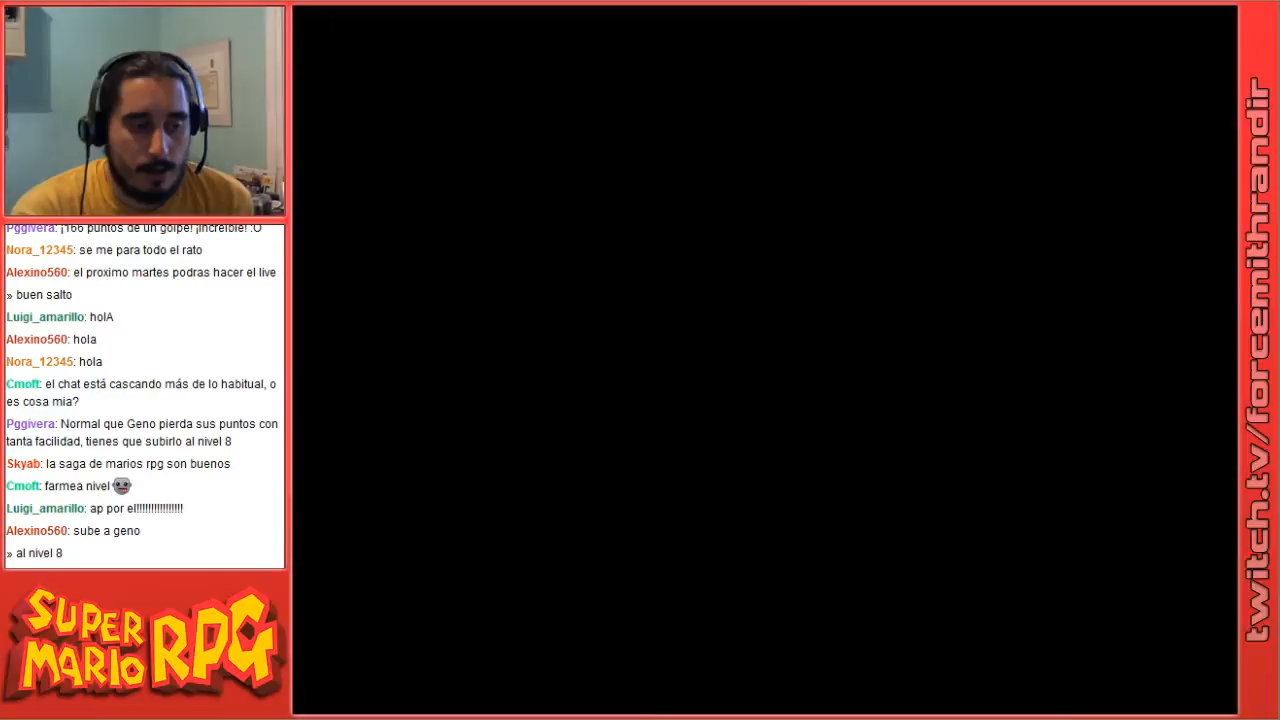 Pggivera: ¡166 puntos de un golpe! ¡increíble! :O
Nora_12345: se me para todo el rato
Alexino560: el proximo martes podras hacer el live
» buen salto
Luigi_amarillo: holA
Alexino560: hola
Nora_12345: hola
Cmoft: el chat está cascando más de lo habitual, o
es cosa mia?
Pggivera: Normal que Geno pierda sus puntos con
tanta facilidad, tienes que subirlo al nivel 8
Skyab: la saga de marios rpg son buenos
Cmoft: farmea nivel
Luigi_amarillo: ap por el!!!!!!!!!!!!!!!!
Alexino560: sube a geno
» al nivel 8
SUPER
MARIO RPG
twitch.tv/forcemithrandir